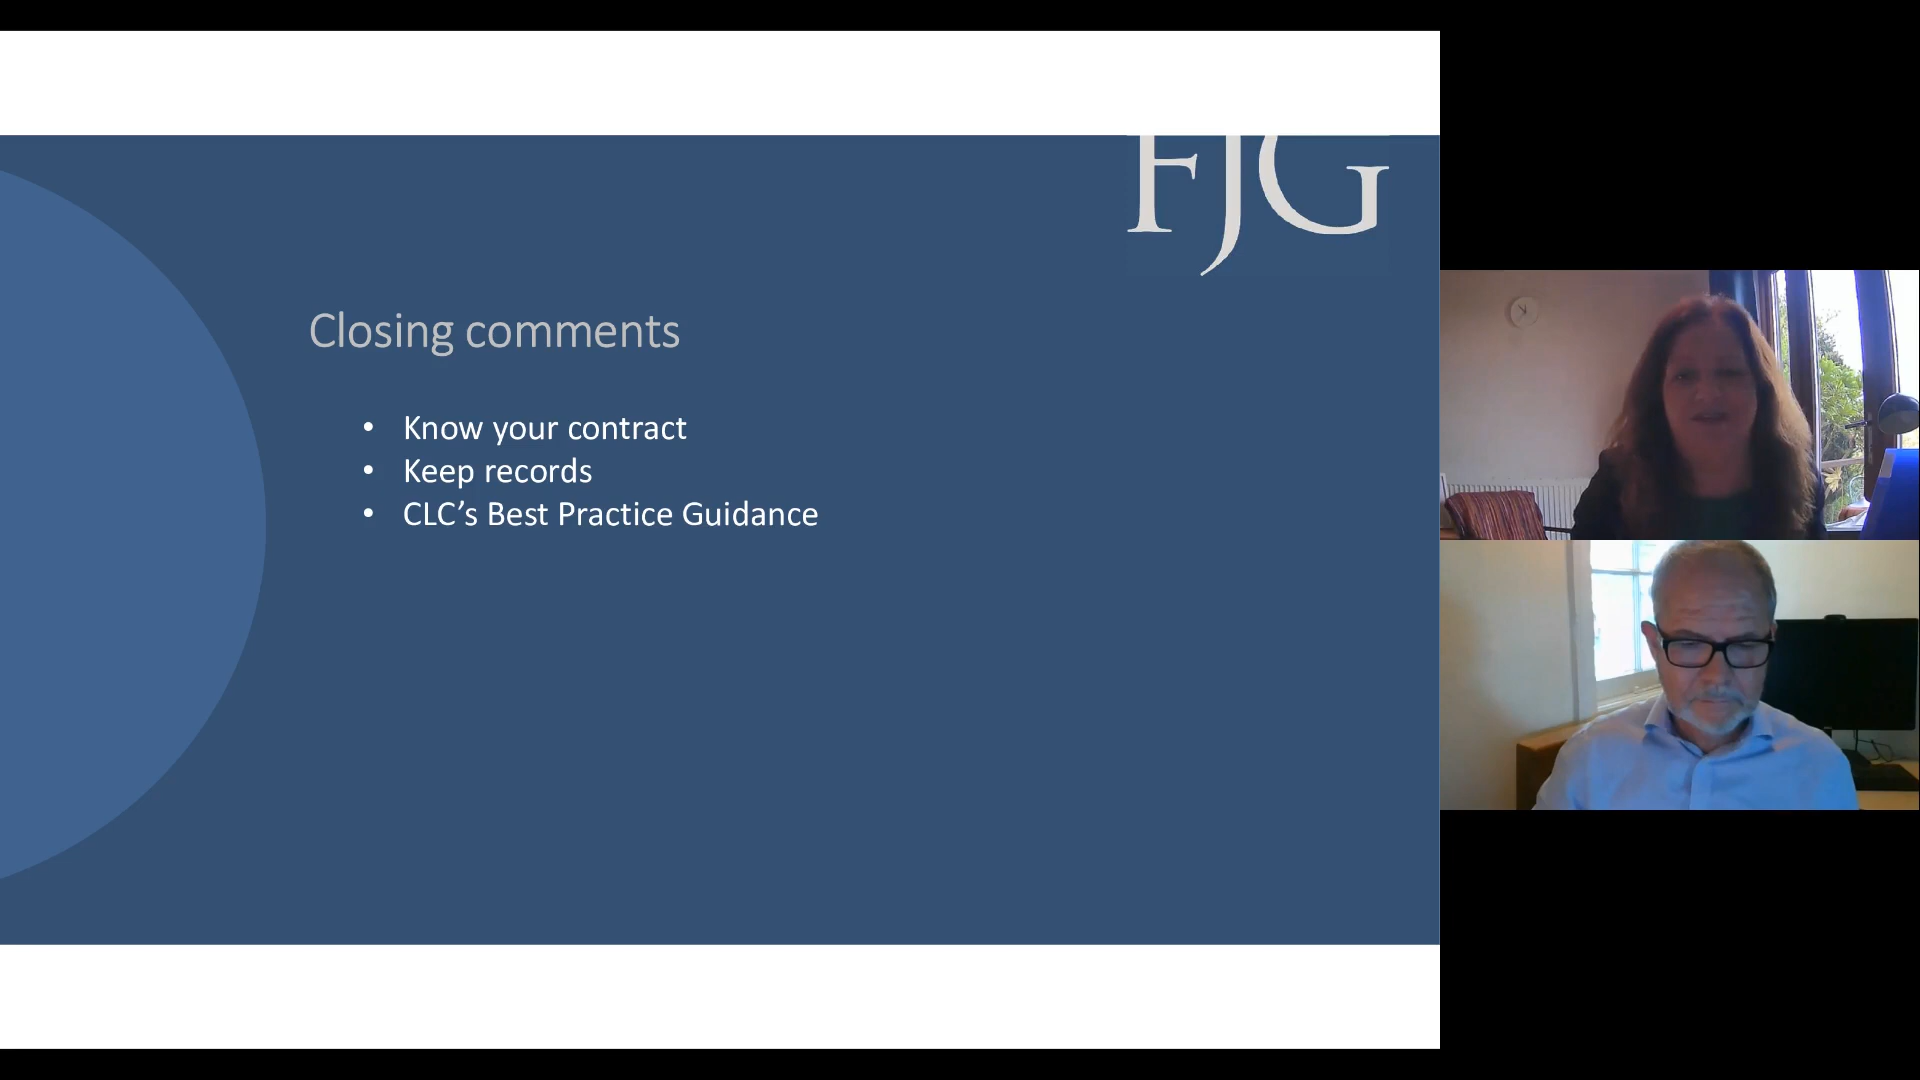 FJG
Closing comments
• Know your contract
• Keep records
• CLC’s Best Practice Guidance